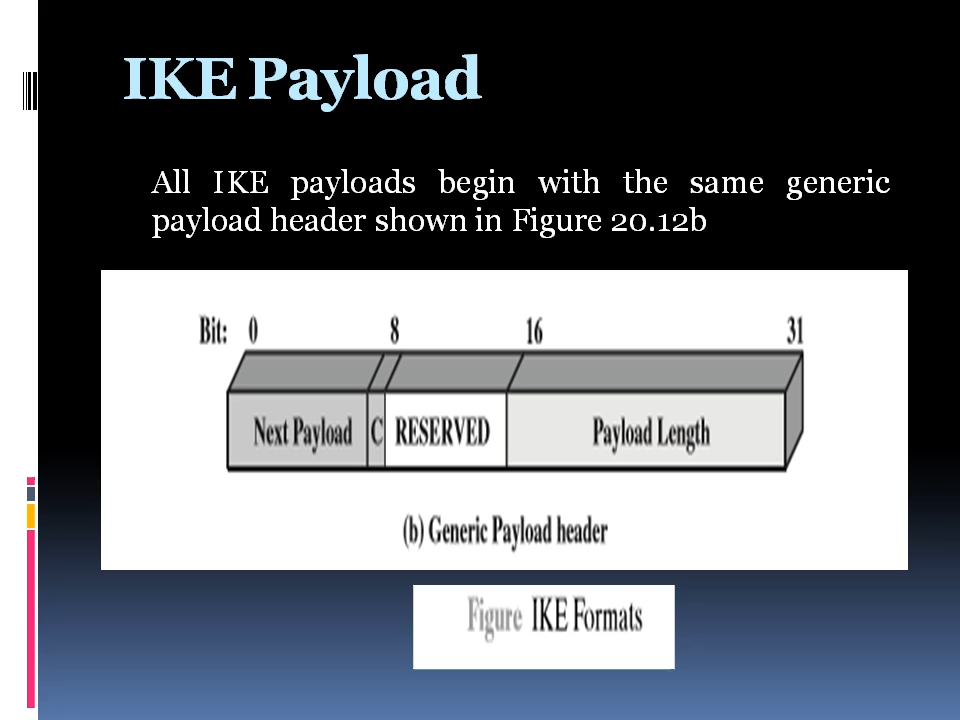 IKE Payload
All IKE payloads begin with the same generic
payload header shown in Figure 20.12b
Bit: 0 8 16 31
Next Payload C RESERVED Payload Length
(b) Generic Payload header
Figure IKE Formats